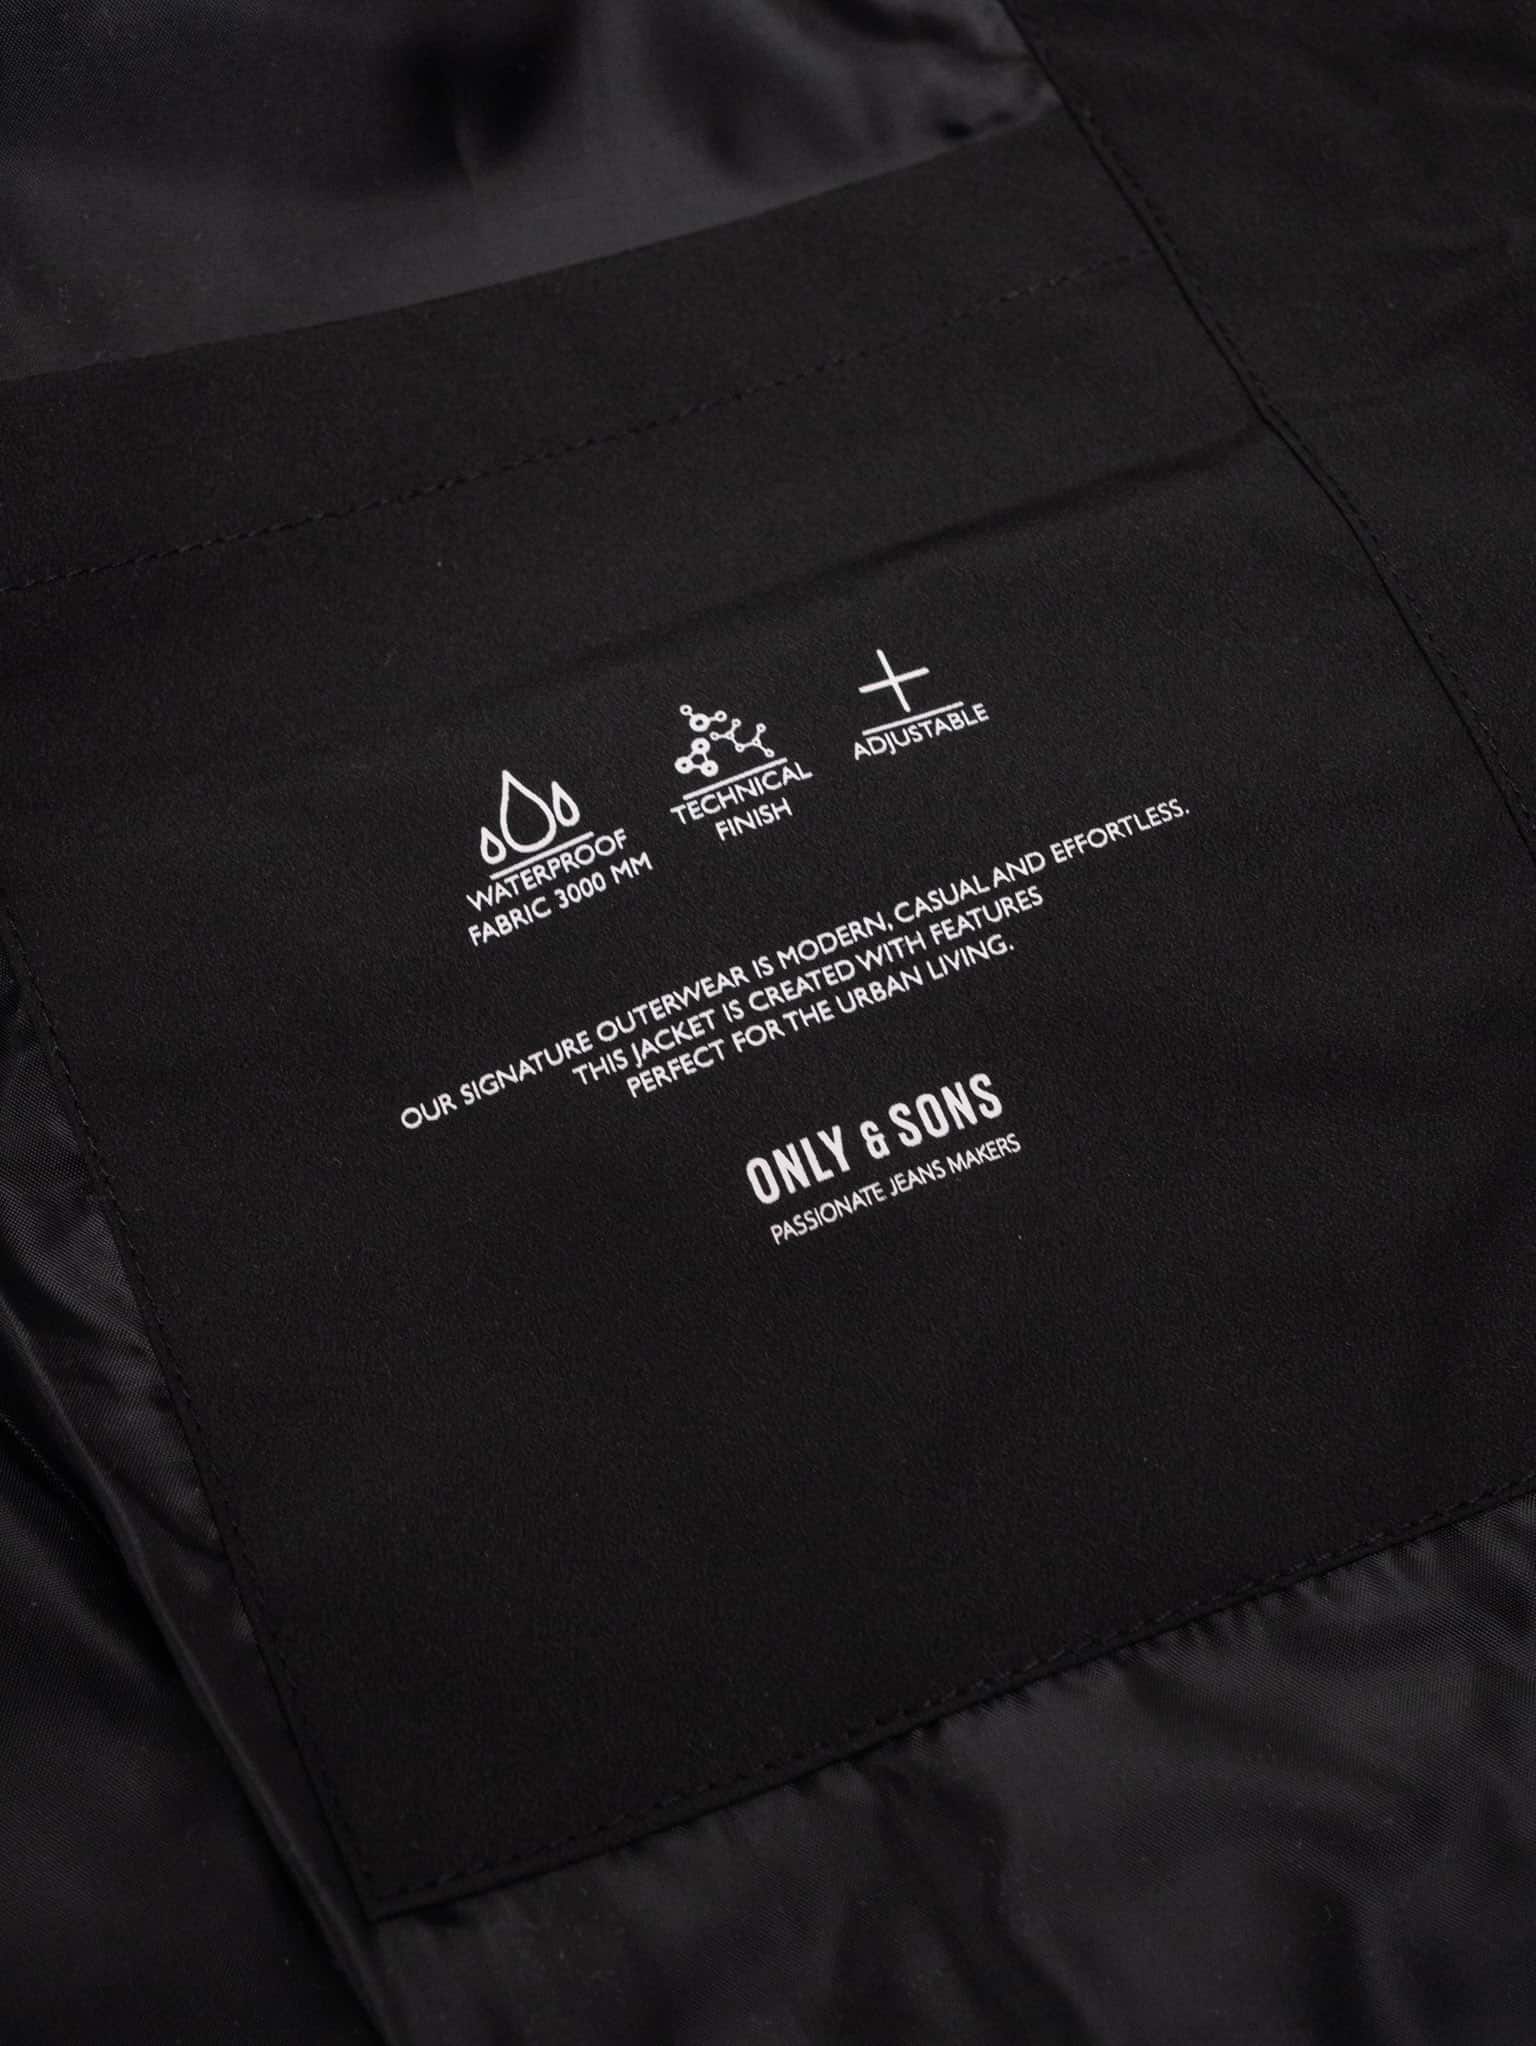 WATERPROOF
FABRIC 3000 MM
TECHNICAL
FINISH
ADJUSTABLE
OUR SIGNATURE OUTERWEAR IS MODERN, CASUAL AND EFFORTLESS.
THIS JACKET IS CREATED WITH FEATURES
PERFECT FOR THE URBAN LIVING.
ONLY & SONS
PASSIONATE JEANS MAKERS